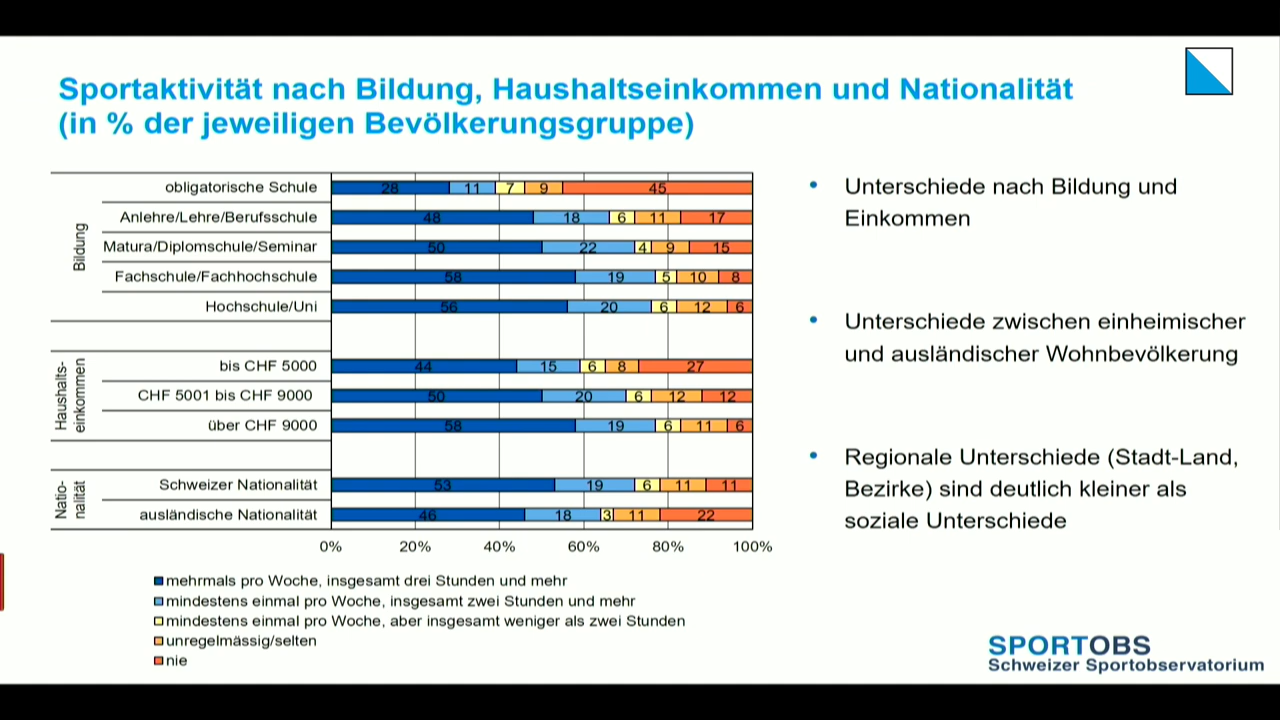 Sportaktivität nach Bildung, Haushaltseinkommen und Nationalität
(in % der jeweiligen Bevölkerungsgruppe)
Bildung
obligatorische Schule 28 11 7 9 45
Anlehre/Lehre/Berufsschule 48 18 6 11 17
Matura/Diplomschule/Seminar 50 22 4 9 15
Fachschule/Fachhochschule 58 19 5 10 8
Hochschule/Uni 56 20 6 12 6
Haushalts-
einkommen
bis CHF 5000 44 15 6 8 27
CHF 5001 bis CHF 9000 50 20 6 12 12
über CHF 9000 58 19 6 11 6
Natio-
nalität
Schweizer Nationalität 53 19 6 11 11
ausländische Nationalität 46 18 3 11 22
0% 20% 40% 60% 80% 100%
mehrmals pro Woche, insgesamt drei Stunden und mehr
mindestens einmal pro Woche, insgesamt zwei Stunden und mehr
mindestens einmal pro Woche, aber insgesamt weniger als zwei Stunden
unregelmässig/selten
nie
• Unterschiede nach Bildung und
Einkommen
• Unterschiede zwischen einheimischer
und ausländischer Wohnbevölkerung
• Regionale Unterschiede (Stadt-Land,
Bezirke) sind deutlich kleiner als
soziale Unterschiede
SPORTOBS
Schweizer Sportobservatorium